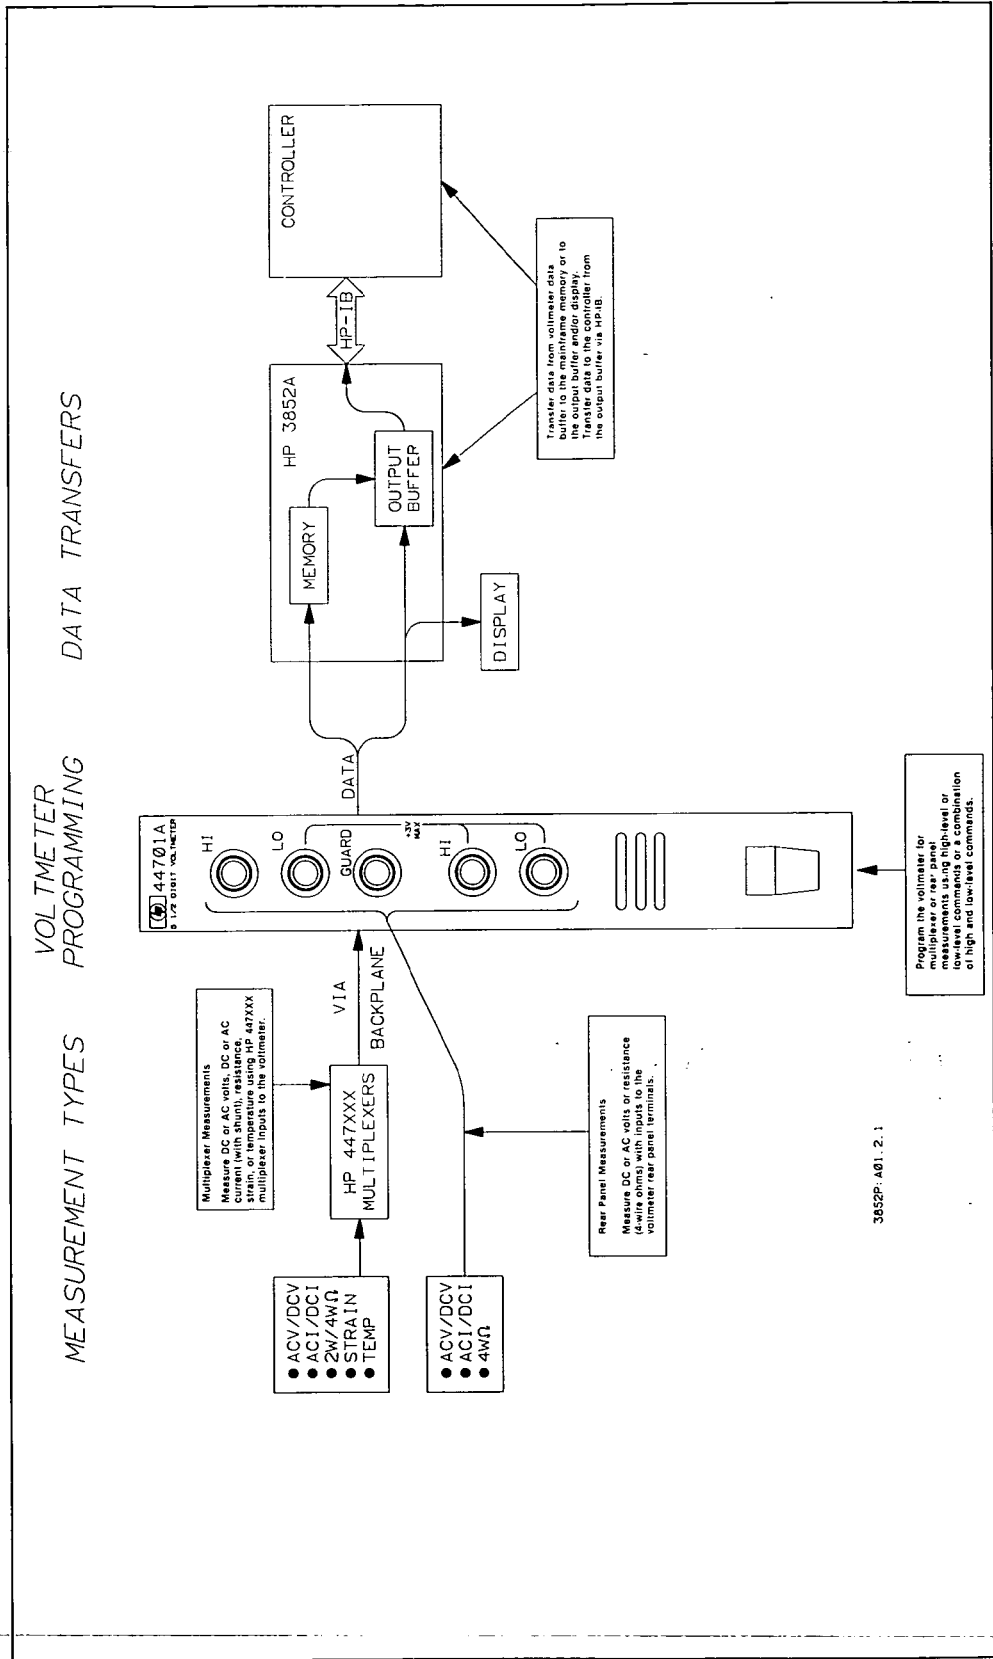 MEASUREMENT TYPES
VOLTMETER
PROGRAMMING
DATA TRANSFERS
Multiplexer Measurements
Measure DC or AC volts, DC or AC
current (with shunt), resistance,
strain, or temperature using HP 447XXX
multiplexer inputs to the voltmeter.
● ACV/DCV
● ACI/DCI
● 2W/4WΩ
● STRAIN
● TEMP
HP 447XXX
MULTIPLEXERS
VIA
BACKPLANE
● ACV/DCV
● ACI/DCI
● 4WΩ
Rear Panel Measurements
Measure DC or AC volts or resistance
(4-wire ohms) with inputs to the
voltmeter rear panel terminals.
hp 44701A
5 1/2 DIGIT VOLTMETER
HI
LO
GUARD
±3V
MAX
HI
LO
Program the voltmeter for
multiplexer or rear panel
measurements using high-level or
low-level commands or a combination
of high and low-level commands.
DATA
HP 3852A
MEMORY
OUTPUT
BUFFER
DISPLAY
HP-IB
CONTROLLER
Transfer data from voltmeter data
buffer to the mainframe memory or to
the output buffer and/or display.
Transfer data to the controller from
the output buffer via HP-IB.
3852P:A01.2.1